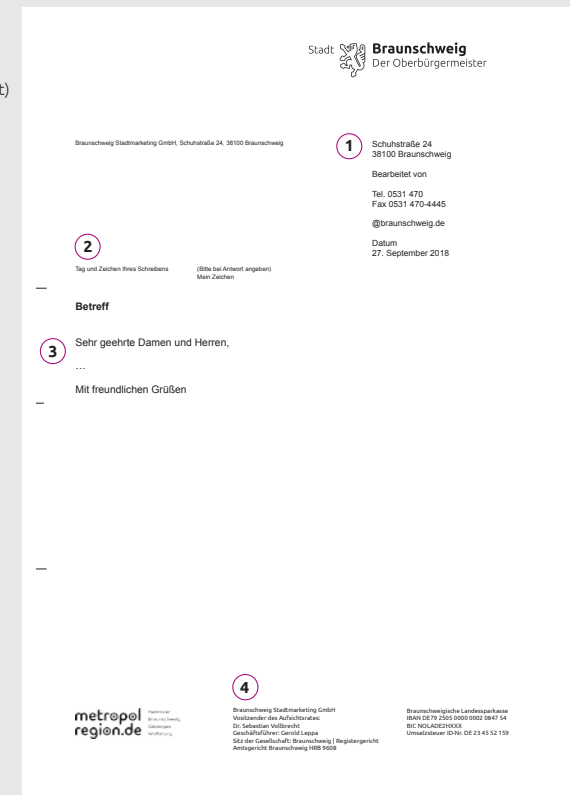 t)
Stadt
Braunschweig
Der Oberbürgermeister
Braunschweig Stadtmarketing GmbH, Schuhstraße 24, 38100 Braunschweig
1
Schuhstraße 24
38100 Braunschweig
Bearbeitet von
Tel. 0531 470
Fax 0531 470-4445
@braunschweig.de
Datum
27. September 2018
2
Tag und Zeichen Ihres Schreibens
(Bitte bei Antwort angeben)
Mein Zeichen
Betreff
3
Sehr geehrte Damen und Herren,
…
Mit freundlichen Grüßen
4
metropol
region.de
Hannover
Braunschweig
Göttingen
Wolfsburg
Braunschweig Stadtmarketing GmbH
Vositzender des Aufsichtsrates:
Dr. Sebastian Vollbrecht
Geschäftsführer: Gerold Leppa
Sitz der Gesellschaft: Braunschweig | Registergericht
Amtsgericht Braunschweig HRB 9608
Braunschweigische Landessparkasse
IBAN DE79 2505 0000 0002 0847 54
BIC NOLADE2HXXX
Umsatzsteuer ID-Nr. DE 23 45 52 159